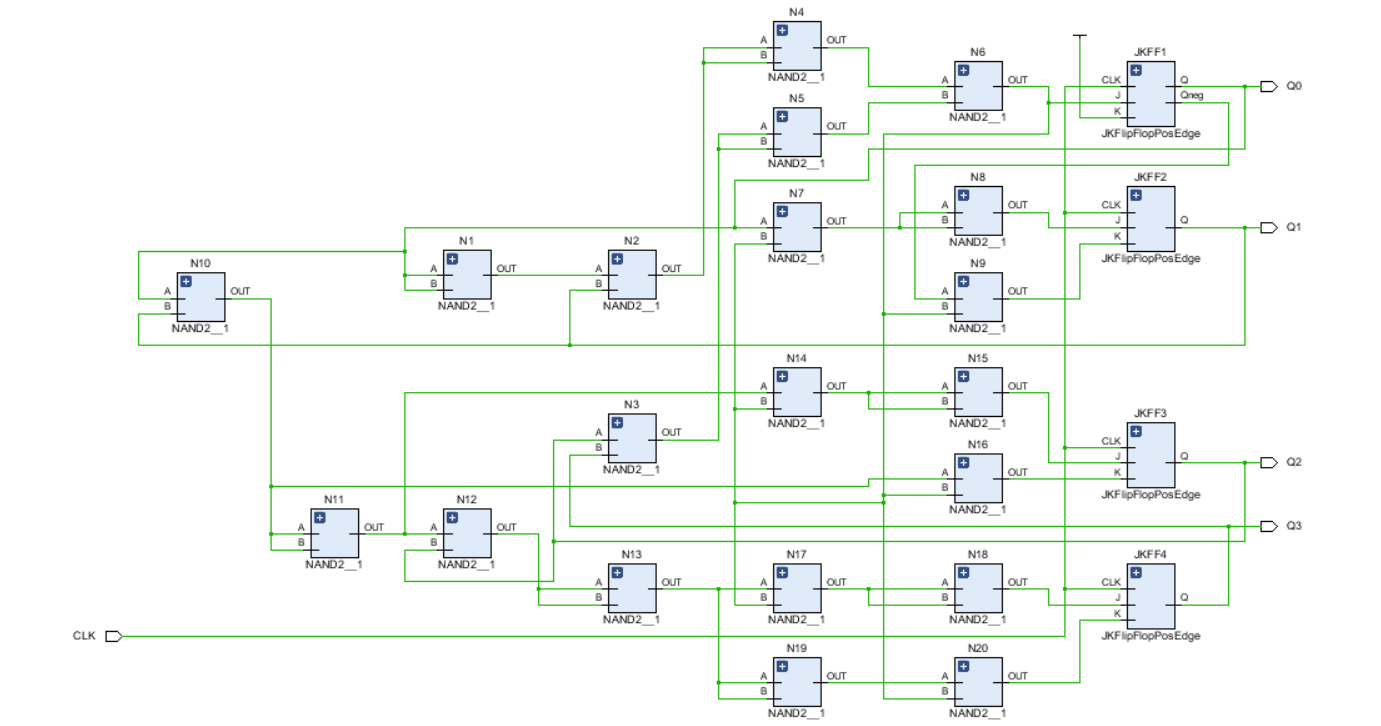 N4
A
B
OUT
NAND2__1
N6
A
B
OUT
NAND2__1
JKFF1
CLK
J
K
Q
Qneg
JKFlipFlopPosEdge
Q0
N5
A
B
OUT
NAND2__1
N7
A
B
OUT
NAND2__1
N8
A
B
OUT
NAND2__1
JKFF2
CLK
J
K
Q
JKFlipFlopPosEdge
Q1
N10
A
B
OUT
NAND2__1
N1
A
B
OUT
NAND2__1
N2
A
B
OUT
NAND2__1
N9
A
B
OUT
NAND2__1
N14
A
B
OUT
NAND2__1
N15
A
B
OUT
NAND2__1
N3
A
B
OUT
NAND2__1
JKFF3
CLK
J
K
Q
JKFlipFlopPosEdge
Q2
N16
A
B
OUT
NAND2__1
Q3
N11
A
B
OUT
NAND2__1
N12
A
B
OUT
NAND2__1
N13
A
B
OUT
NAND2__1
N17
A
B
OUT
NAND2__1
N18
A
B
OUT
NAND2__1
JKFF4
CLK
J
K
Q
JKFlipFlopPosEdge
CLK
N19
A
B
OUT
NAND2__1
N20
A
B
OUT
NAND2__1